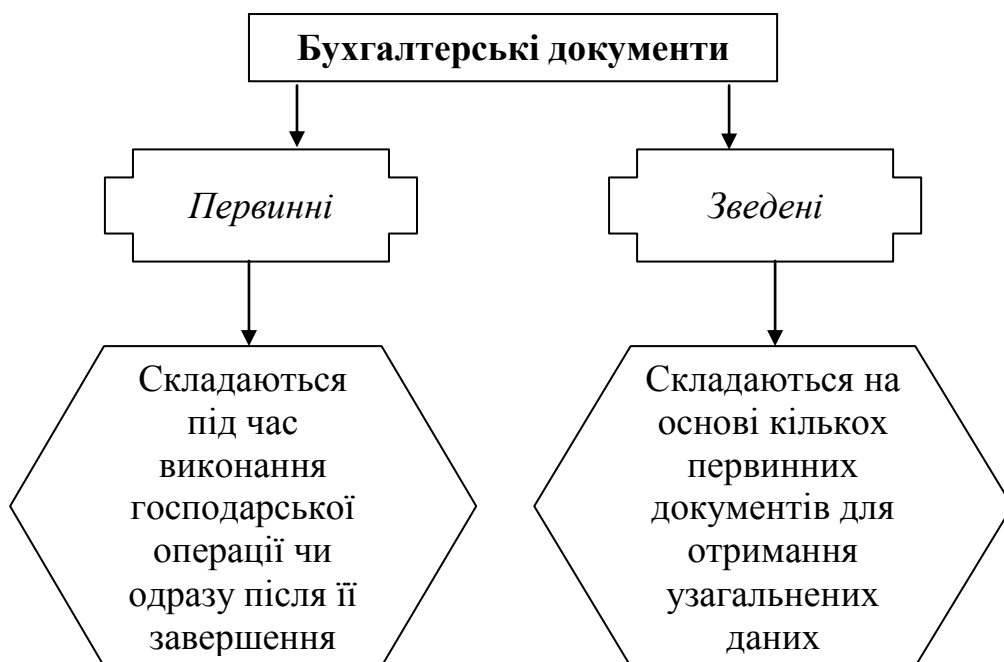 Бухгалтерські документи
Первинні
Зведені
Складаються
під час
виконання
господарської
операції чи
одразу після її
завершення
Складаються на
основі кількох
первинних
документів для
отримання
узагальнених
даних